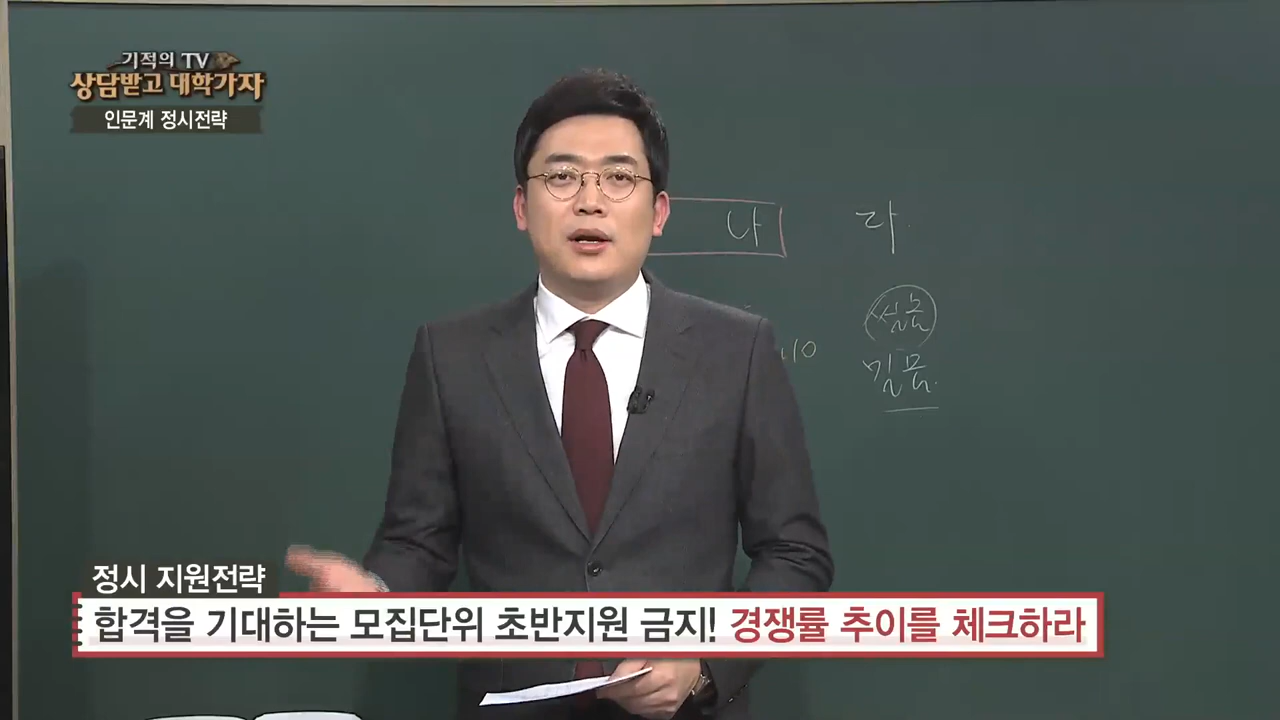 기적의 TV
상담받고 대학가자
인문계 정시전략
나 다
정시 지원전략
합격을 기대하는 모집단위 초반지원 금지! 경쟁률 추이를 체크하라